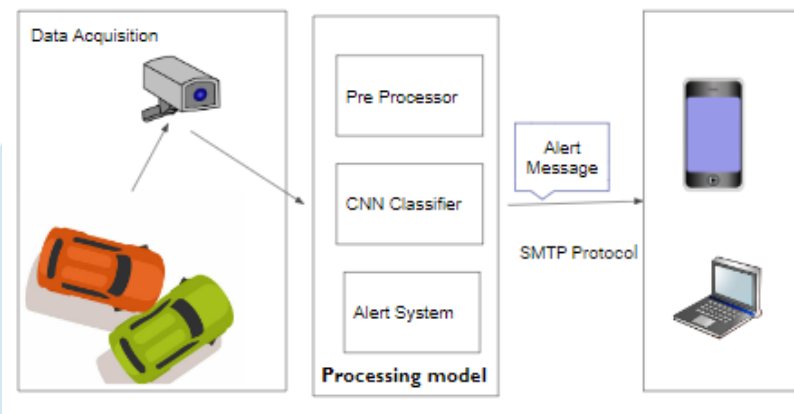 Data Acquisition
Pre Processor
CNN Classifier
Alert System
Processing model
Alert
Message
SMTP Protocol